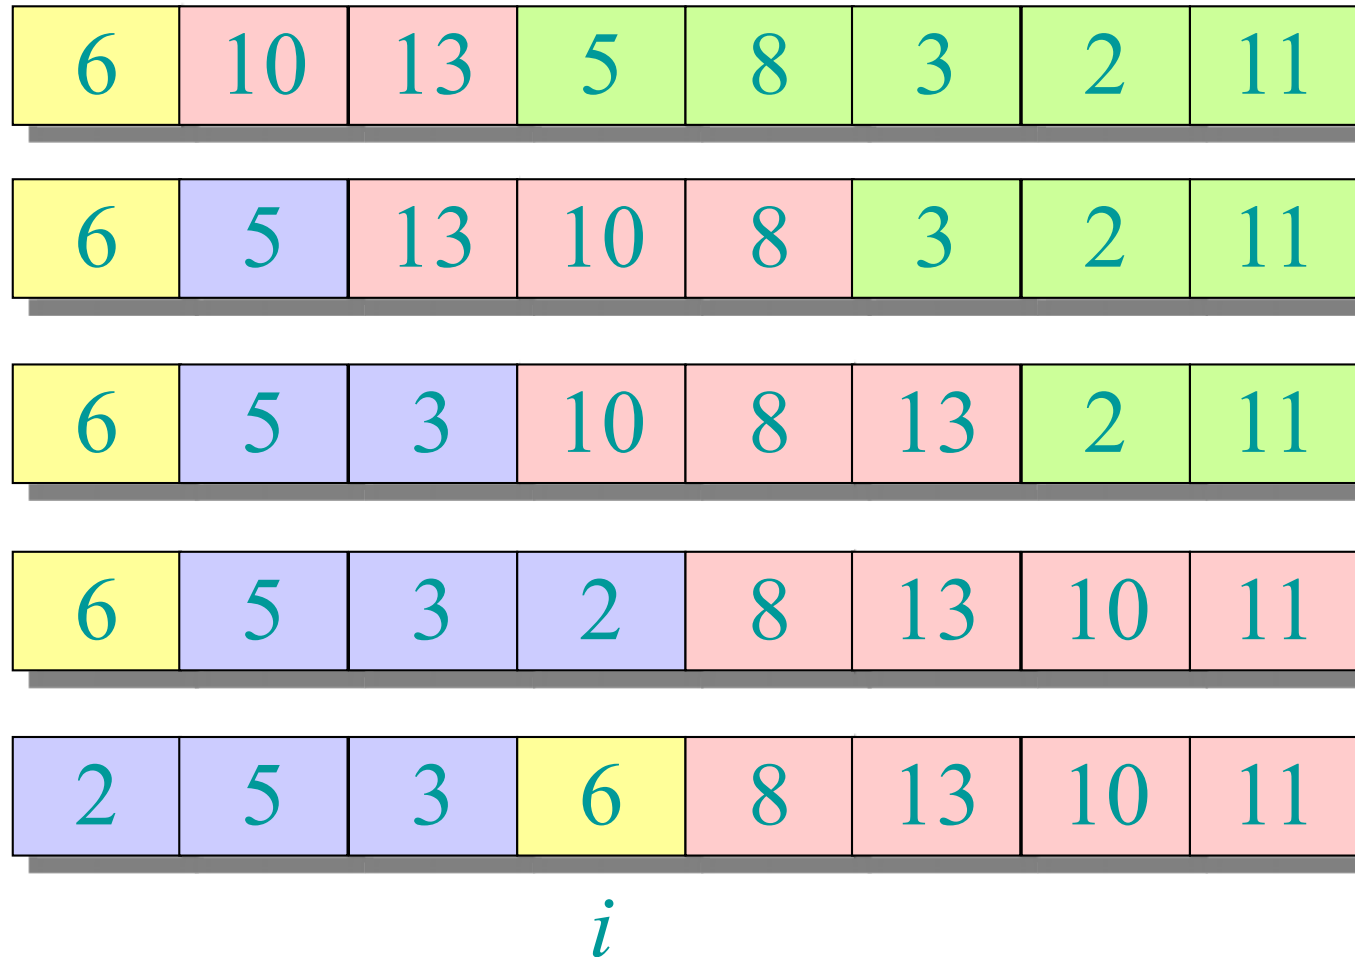 6 10 13 5 8 3 2 11
6 5 13 10 8 3 2 11
6 5 3 10 8 13 2 11
6 5 3 2 8 13 10 11
2 5 3 6 8 13 10 11
i